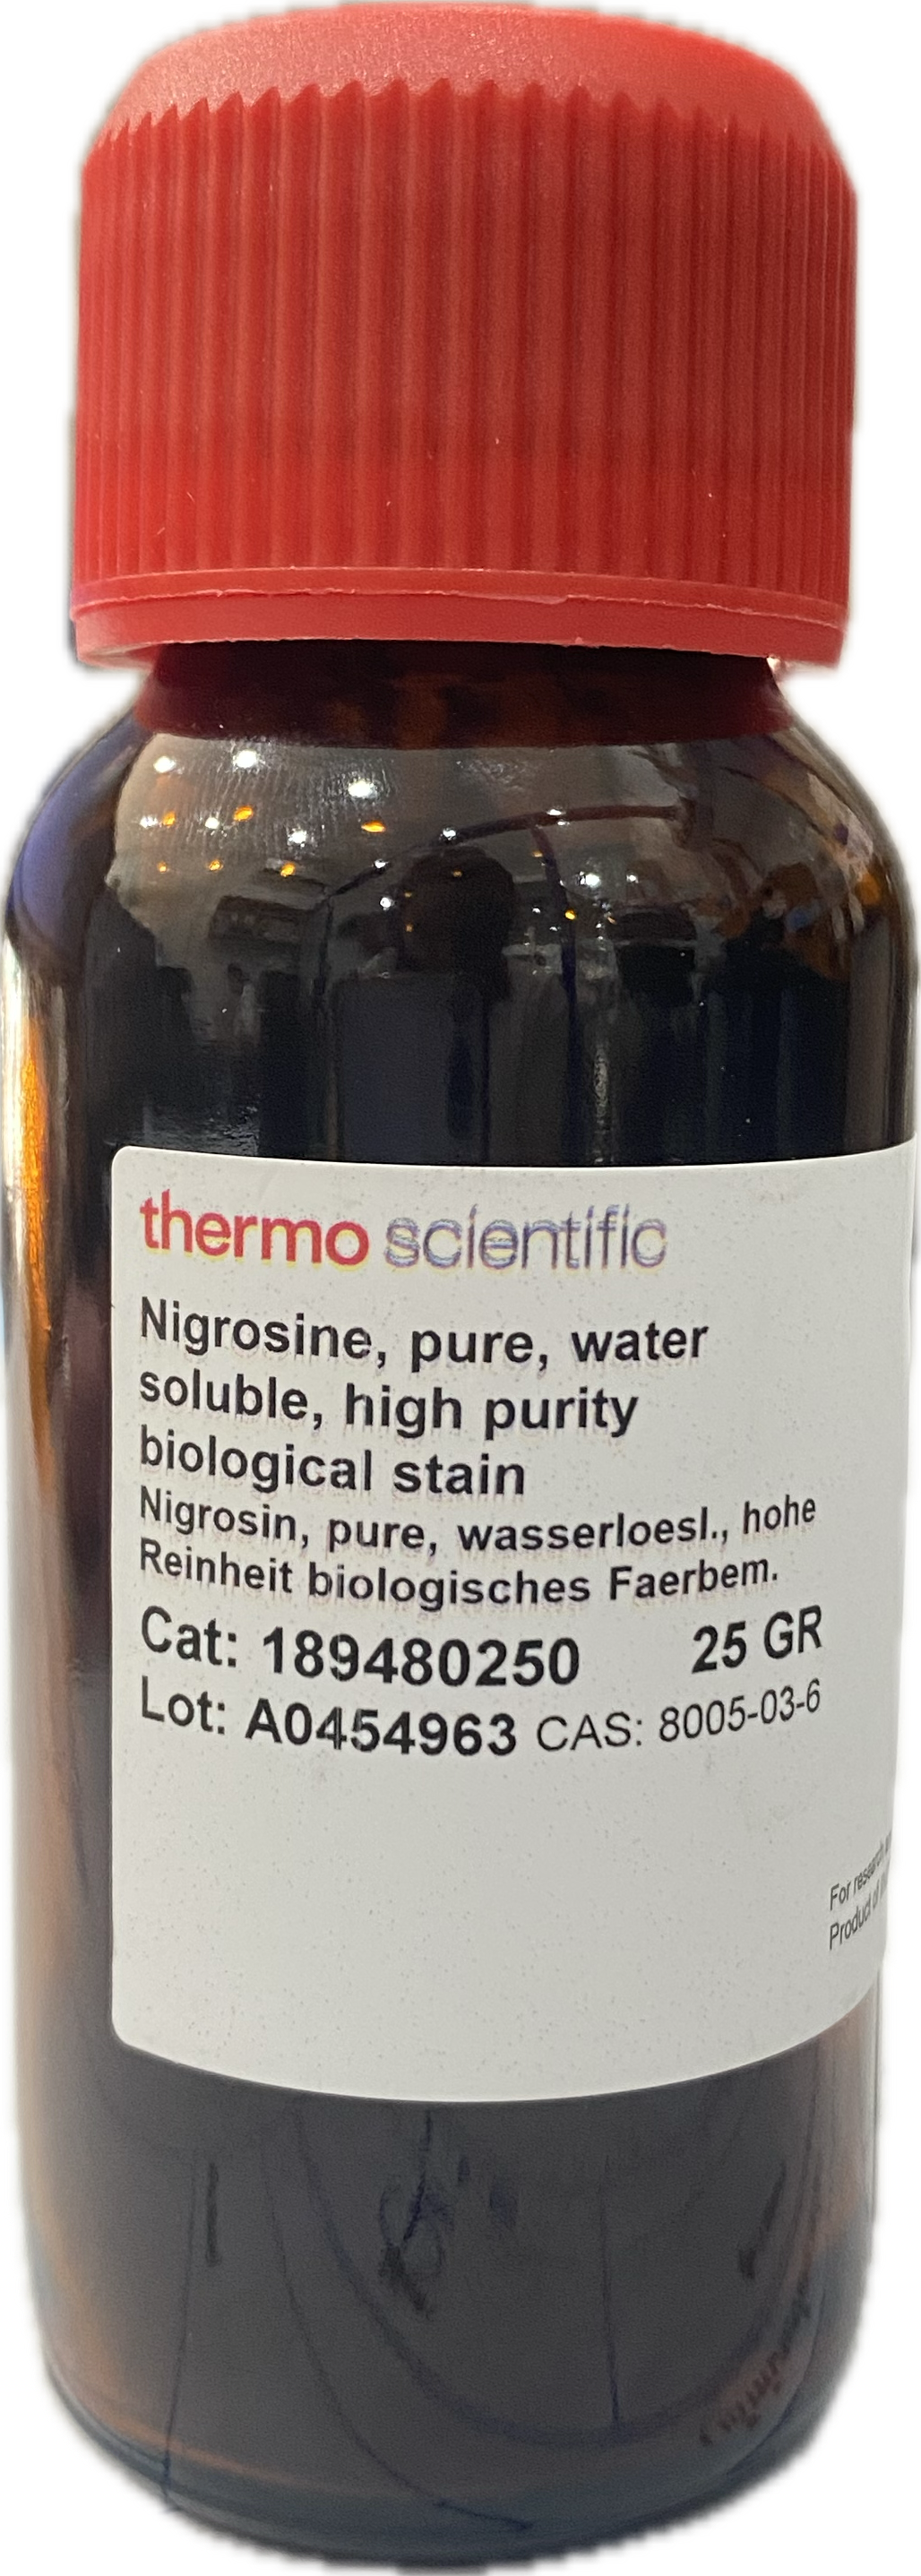 thermo scientific
Nigrosine, pure, water
soluble, high purity
biological stain
Nigrosin, pure, wasserloesl., hohe
Reinheit biologisches Faerbem.
Cat: 189480250 25 GR
Lot: A0454963 CAS: 8005-03-6
For research
Product of